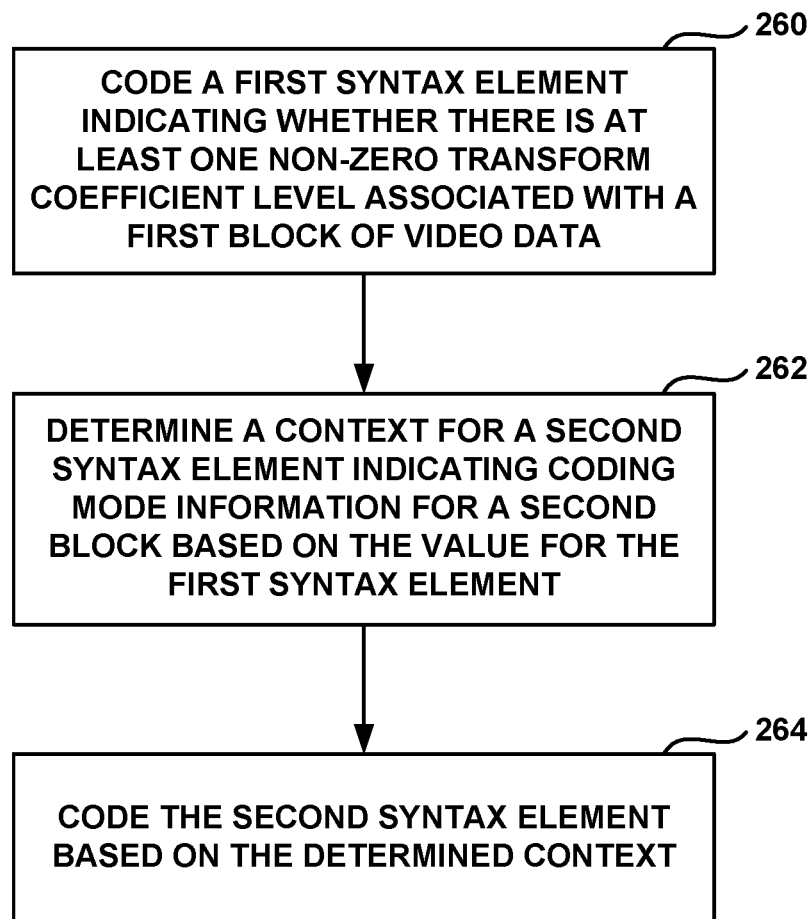 260
CODE A FIRST SYNTAX ELEMENT
INDICATING WHETHER THERE IS AT
LEAST ONE NON-ZERO TRANSFORM
COEFFICIENT LEVEL ASSOCIATED WITH A
FIRST BLOCK OF VIDEO DATA
262
DETERMINE A CONTEXT FOR A SECOND
SYNTAX ELEMENT INDICATING CODING
MODE INFORMATION FOR A SECOND
BLOCK BASED ON THE VALUE FOR THE
FIRST SYNTAX ELEMENT
264
CODE THE SECOND SYNTAX ELEMENT
BASED ON THE DETERMINED CONTEXT